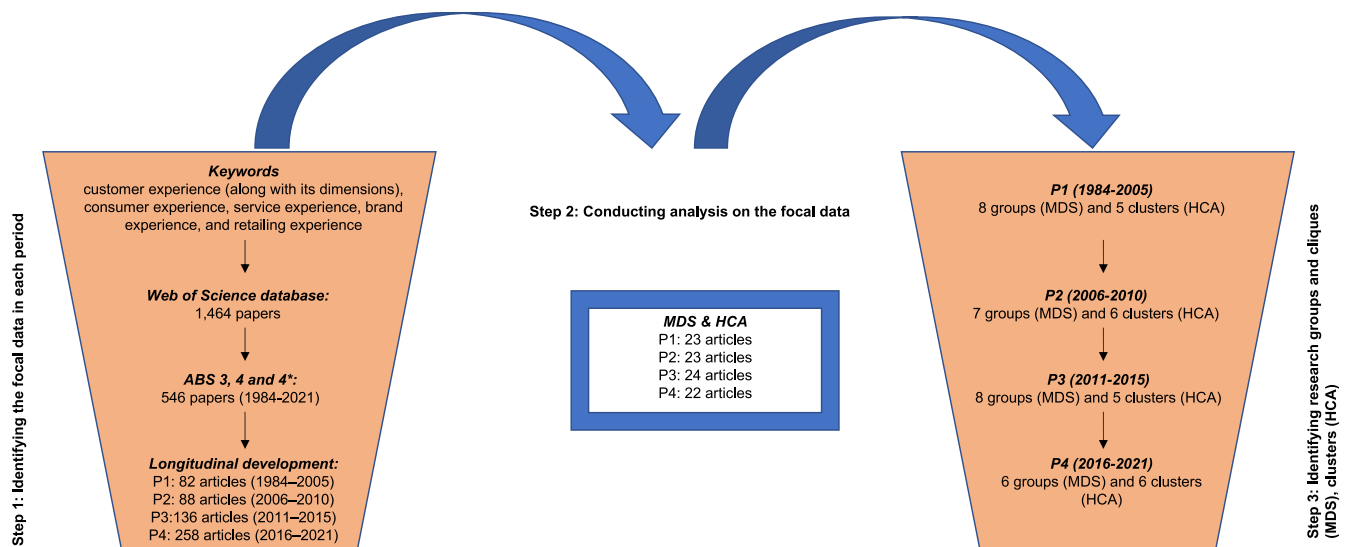 Step 1: Identifying the focal data in each period
Keywords
customer experience (along with its dimensions),
consumer experience, service experience, brand
experience, and retailing experience
Web of Science database:
1,464 papers
ABS 3, 4 and 4*:
546 papers (1984-2021)
Longitudinal development:
P1: 82 articles (1984–2005)
P2: 88 articles (2006–2010)
P3:136 articles (2011–2015)
P4: 258 articles (2016–2021)
Step 2: Conducting analysis on the focal data
MDS & HCA
P1: 23 articles
P2: 23 articles
P3: 24 articles
P4: 22 articles
P1 (1984-2005)
8 groups (MDS) and 5 clusters (HCA)
P2 (2006-2010)
7 groups (MDS) and 6 clusters (HCA)
P3 (2011-2015)
8 groups (MDS) and 5 clusters (HCA)
P4 (2016-2021)
6 groups (MDS) and 6 clusters
(HCA)
Step 3: Identifying research groups and cliques
(MDS), clusters (HCA)